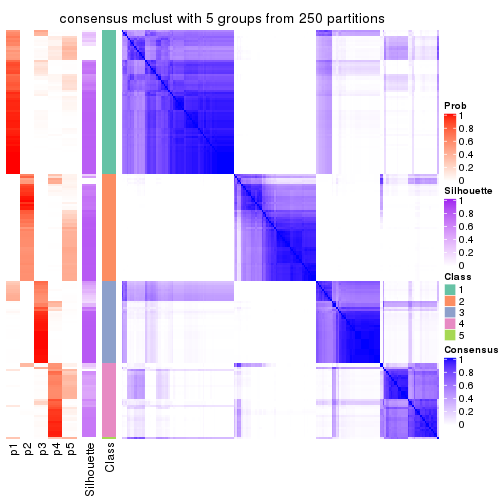 consensus mclust with 5 groups from 250 partitions
Prob
1
0.8
0.6
0.4
0.2
0
Silhouette
1
0.8
0.6
0.4
0.2
0
Class
1
2
3
4
5
Consensus
1
0.8
0.6
0.4
0.2
0
p1
p2
p3
p4
p5
Silhouette
Class